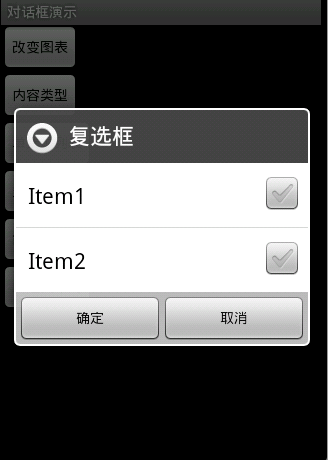 对话框演示
改变图表
内容类型
复选框
Item1
Item2
确定
取消